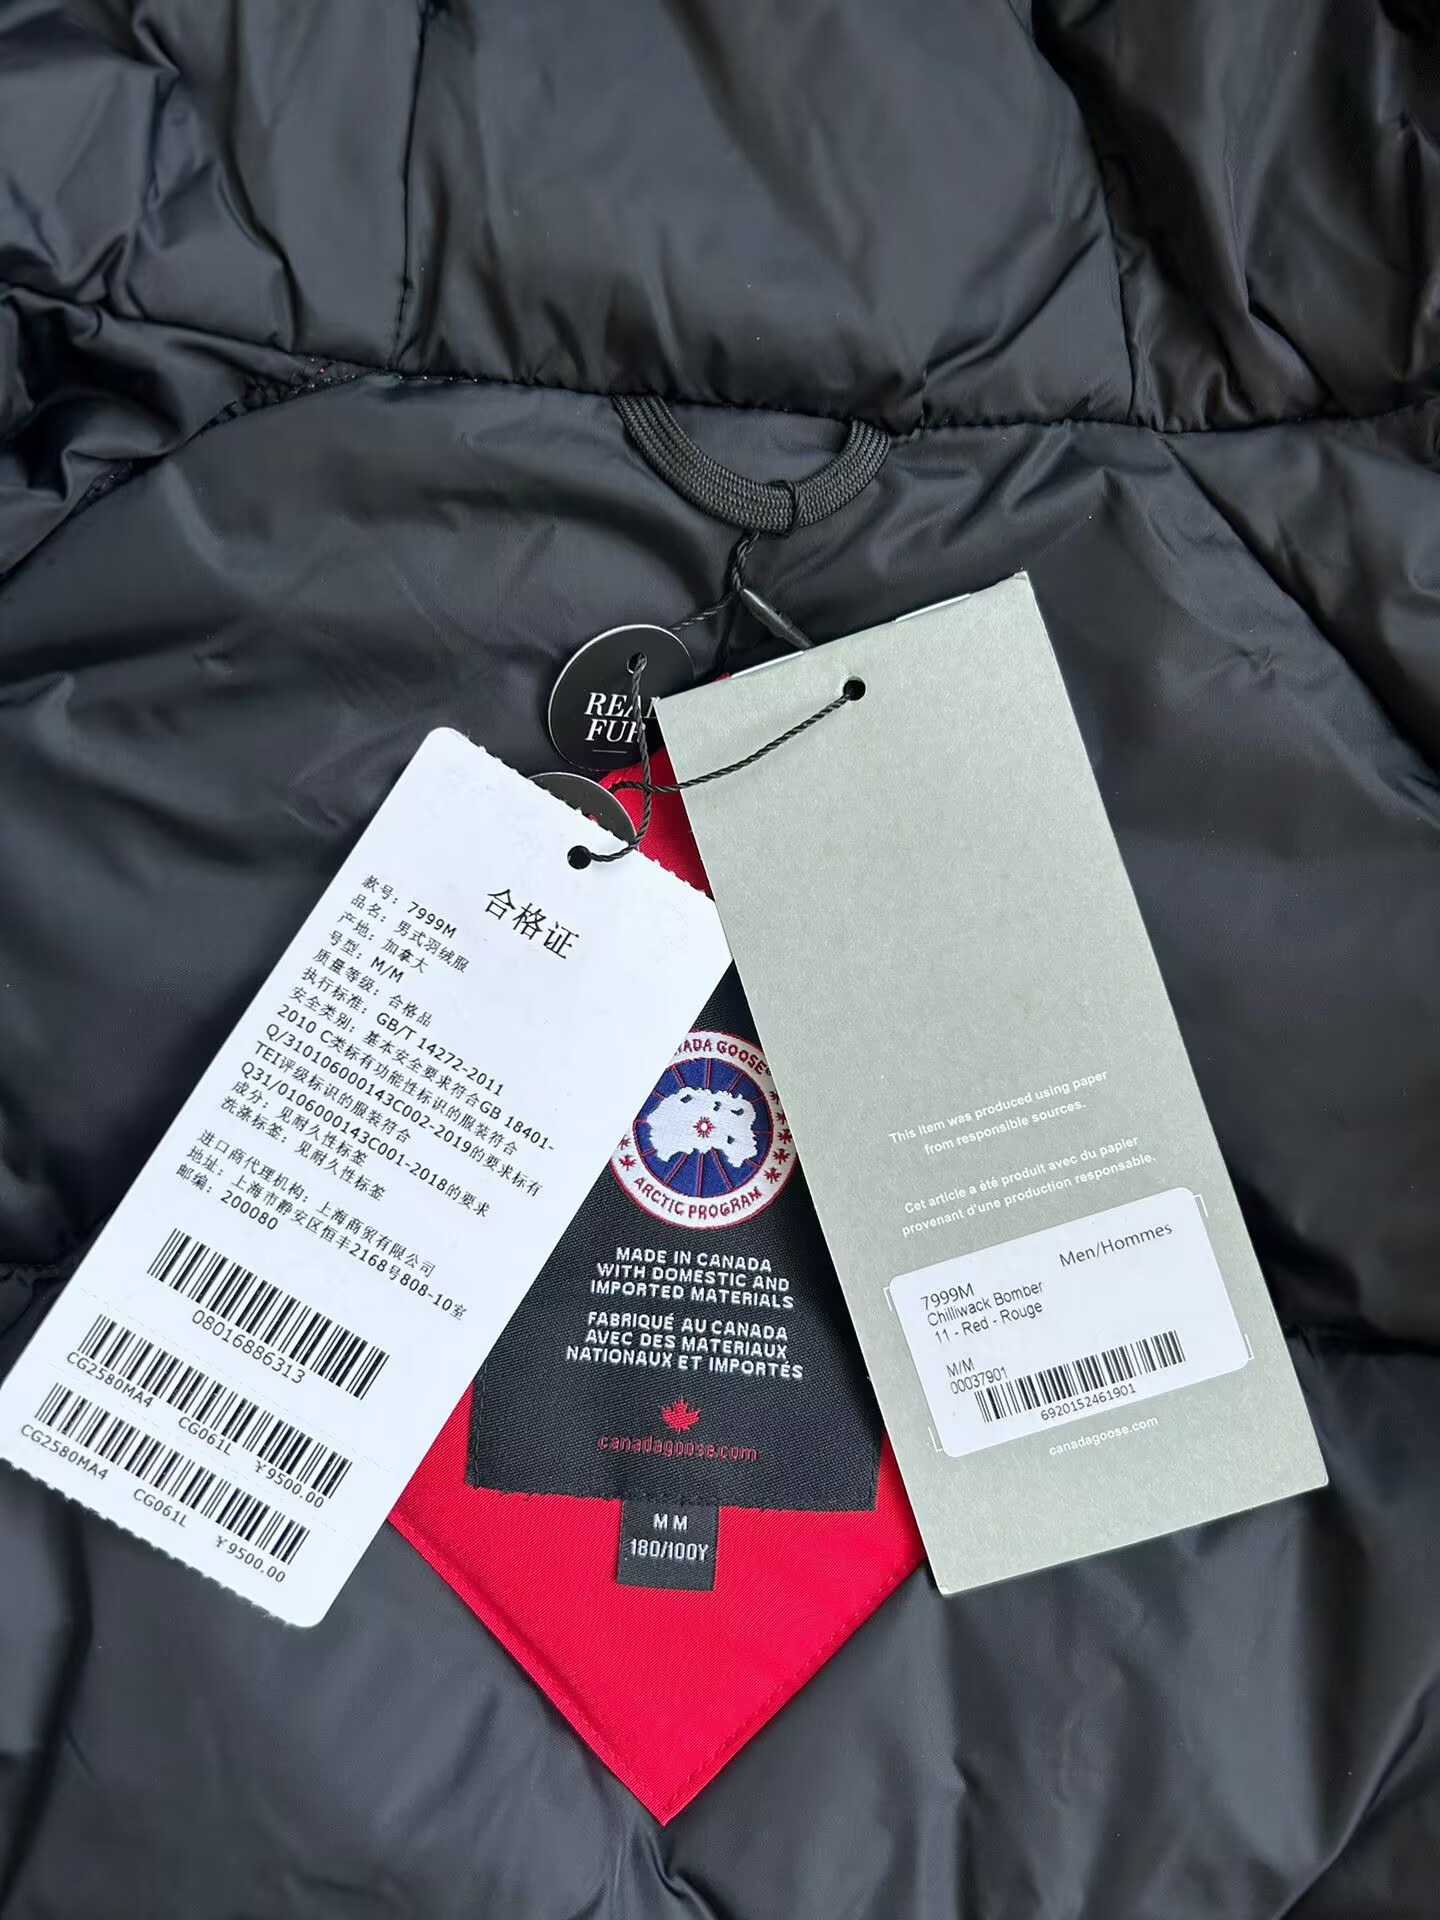 REAL
FUR
合格证
款号：7999M
品名：男式羽绒服
产地：加拿大
号型：M/M
质量等级：合格品
执行标准：GB/T 14272-2011
安全类别：基本安全要求符合GB 18401-
2010 C类标有功能性标识的服装符合
Q/310106000143C002-2019的要求标有
TEI评级标识的服装符合
Q31/0106000143C001-2018的要求
成分：见耐久性标签
洗涤标签：见耐久性标签
进口商代理机构：上海商贸有限公司
地址：上海市静安区恒丰2168号808-10室
邮编：200080
08016886313
CG2580MA4 CG061L ¥9500.00
CG2580MA4 CG061L ¥9500.00
NADA GOOSE
ARCTIC PROGRAM
MADE IN CANADA
WITH DOMESTIC AND
IMPORTED MATERIALS
FABRIQUÉ AU CANADA
AVEC DES MATERIAUX
NATIONAUX ET IMPORTÉS
canadagoose.com
M M
180/100Y
This item was produced using paper
from responsible sources.
Cet article a été produit avec du papier
provenant d'une production responsable.
Men/Hommes
7999M
Chilliwack Bomber
11 - Red - Rouge
M/M
00037901
6920152461901
canadagoose.com